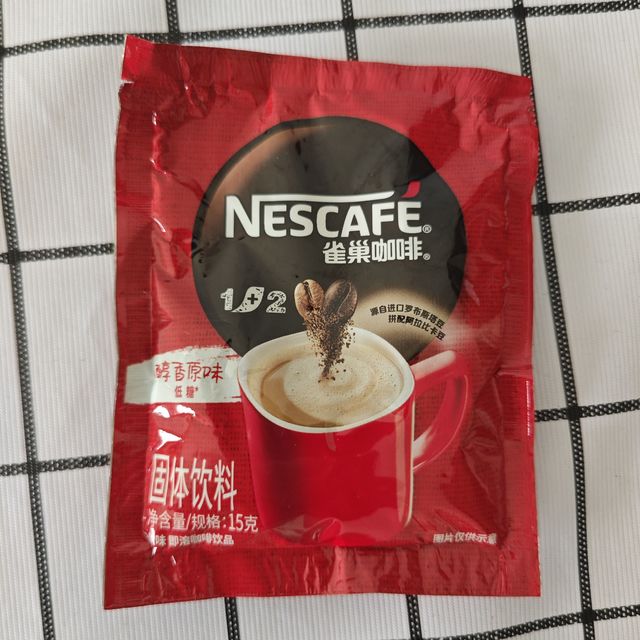 NESCAFÉ®
雀巢咖啡®
1+2
源自进口罗布斯塔豆
拼配阿拉比卡豆
醇香原味
低糖*
固体饮料
净含量/规格:15克
味 即溶咖啡饮品
图片仅供示意